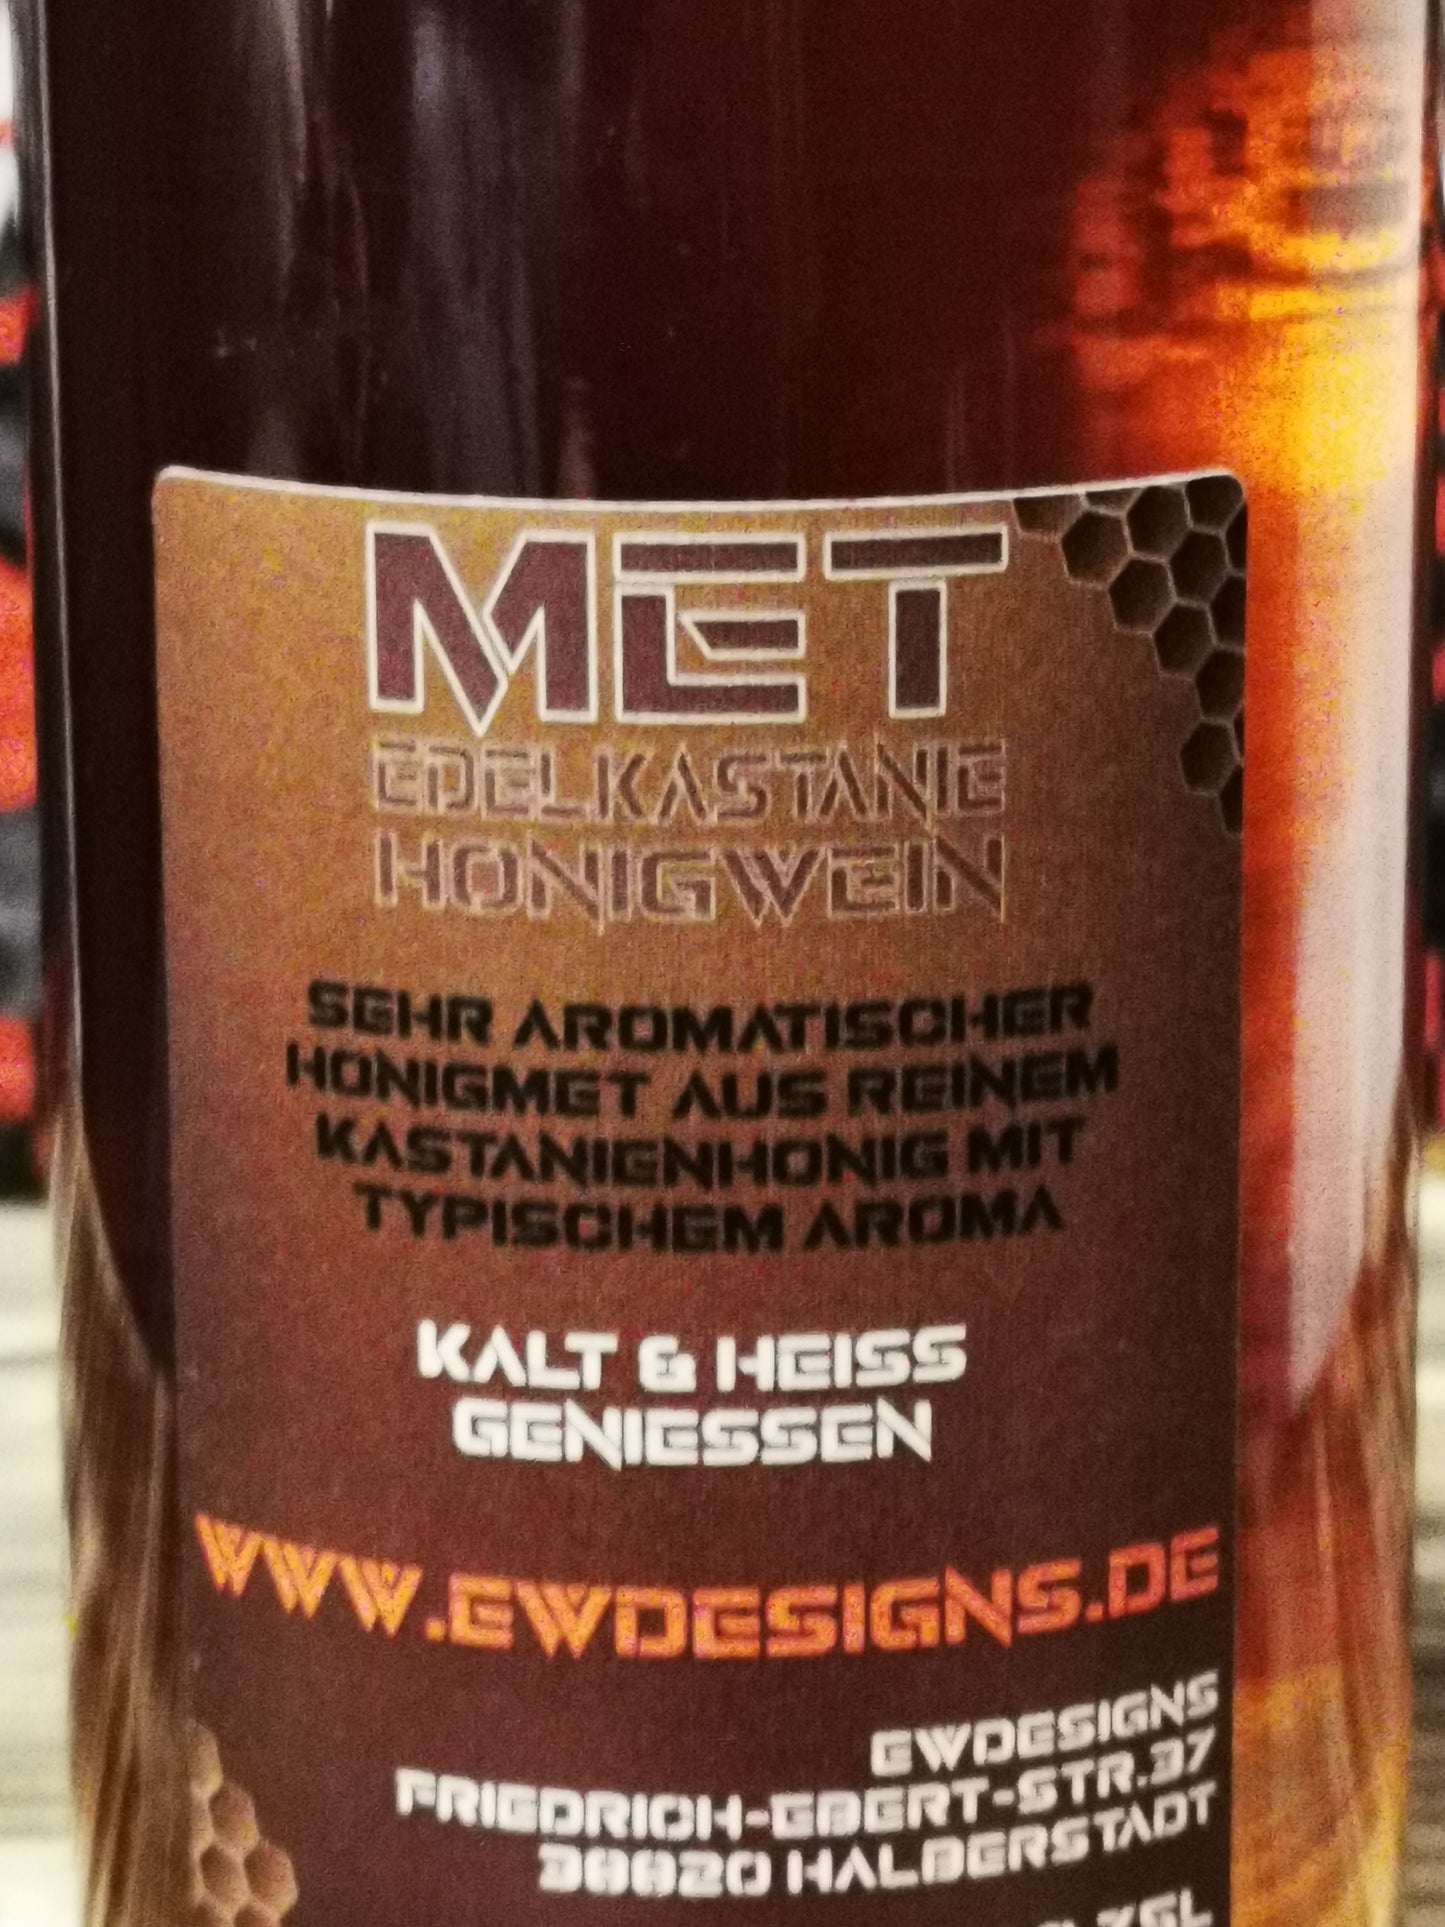 MET
EDELKASTANIE
HONIGWEIN
SEHR AROMATISCHER
HONIGMET AUS REINEM
KASTANIENHONIG MIT
TYPISCHEM AROMA
KALT & HEISS
GENIESSEN
WWW.EWDESIGNS.DE
EWDESIGNS
FRIEDRICH-EBERT-STR.37
38820 HALBERSTADT